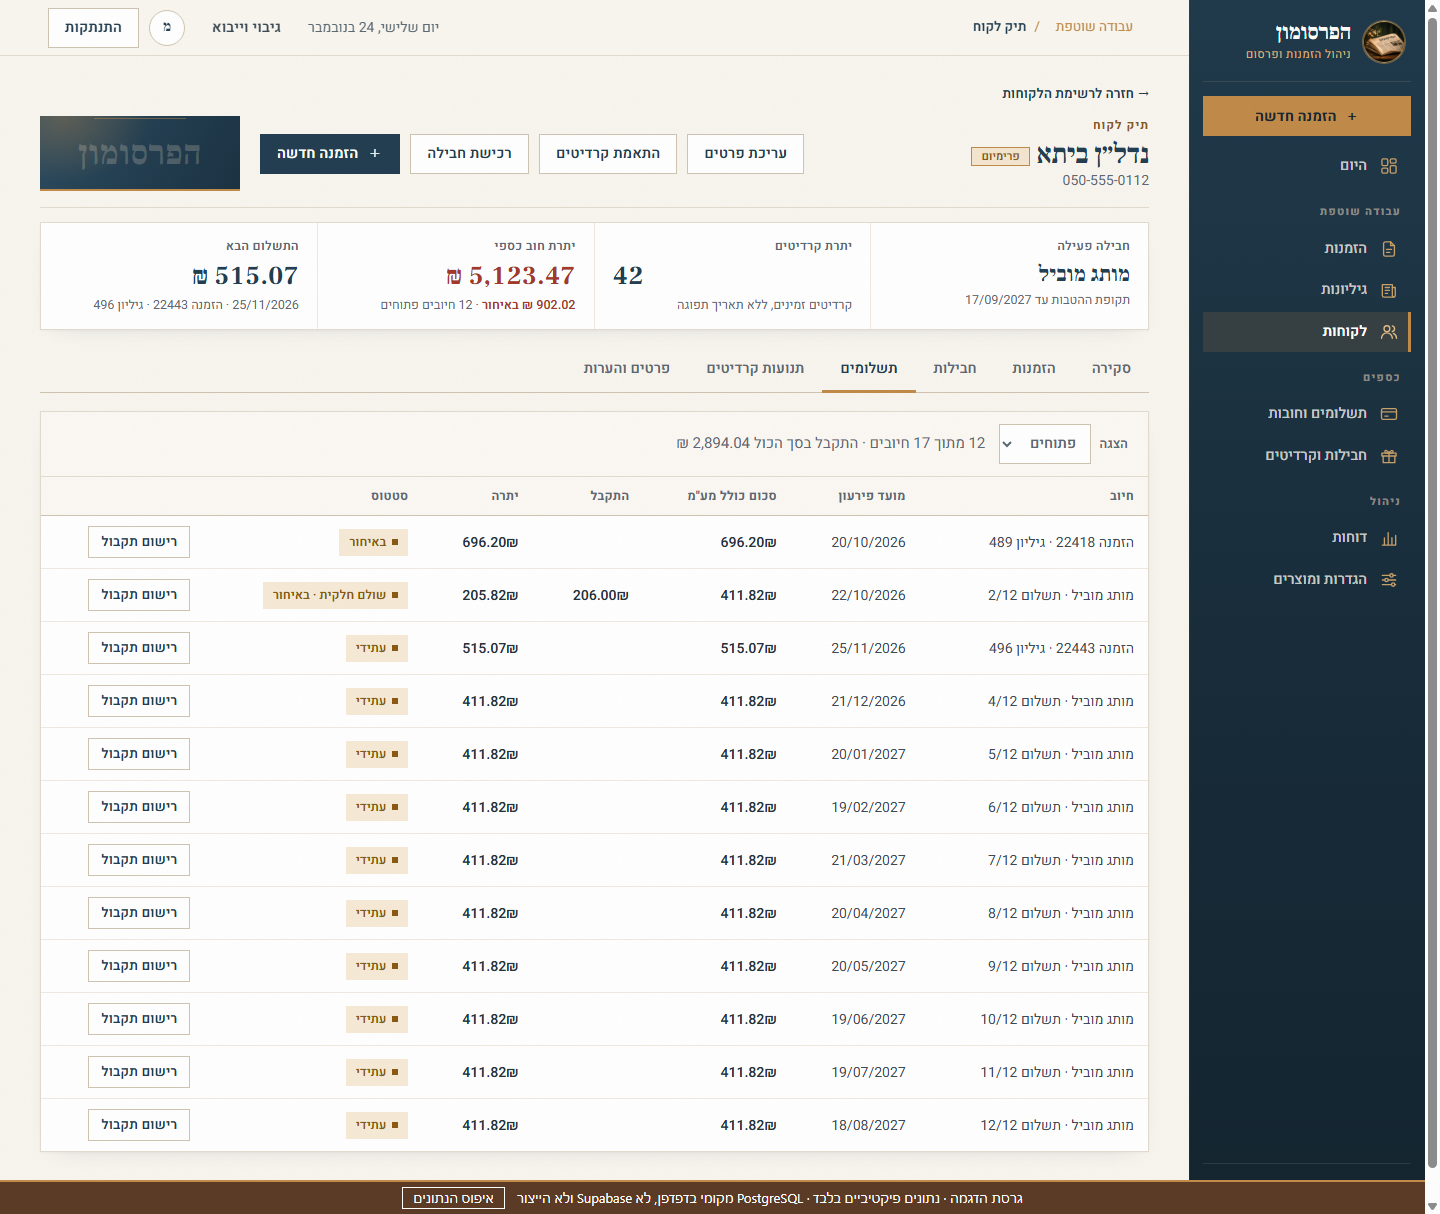 הפרסומון
ניהול הזמנות ופרסום
+ הזמנה חדשה
היום
עבודה שוטפת
הזמנות
גיליונות
לקוחות
כספים
תשלומים וחובות
חבילות וקרדיטים
ניהול
דוחות
הגדרות ומוצרים
עבודה שוטפת / תיק לקוח
יום שלישי, 24 בנובמבר
גיבוי וייבוא
מ
התנתקות
→ חזרה לרשימת הלקוחות
תיק לקוח
נדל״ן ביתא פרימיום
050-555-0112
עריכת פרטים
התאמת קרדיטים
רכישת חבילה
+ הזמנה חדשה
הפרסומון
חבילה פעילה
מותג מוביל
תקופת ההטבות עד 17/09/2027
יתרת קרדיטים
42
קרדיטים זמינים, ללא תאריך תפוגה
יתרת חוב כספי
5,123.47 ₪
902.02 ₪ באיחור · 12 חיובים פתוחים
התשלום הבא
515.07 ₪
25/11/2026 · הזמנה 22443 · גיליון 496
סקירה הזמנות חבילות תשלומים תנועות קרדיטים פרטים והערות
הצגה פתוחים 12 מתוך 17 חיובים · התקבל בסך הכול 2,894.04 ₪
חיוב מועד פירעון סכום כולל מע"מ התקבל יתרה סטטוס
הזמנה 22418 · גיליון 489 20/10/2026 ₪696.20 ₪696.20 באיחור רישום תקבול
מותג מוביל · תשלום 2/12 22/10/2026 ₪411.82 ₪206.00 ₪205.82 שולם חלקית · באיחור רישום תקבול
הזמנה 22443 · גיליון 496 25/11/2026 ₪515.07 ₪515.07 עתידי רישום תקבול
מותג מוביל · תשלום 4/12 21/12/2026 ₪411.82 ₪411.82 עתידי רישום תקבול
מותג מוביל · תשלום 5/12 20/01/2027 ₪411.82 ₪411.82 עתידי רישום תקבול
מותג מוביל · תשלום 6/12 19/02/2027 ₪411.82 ₪411.82 עתידי רישום תקבול
מותג מוביל · תשלום 7/12 21/03/2027 ₪411.82 ₪411.82 עתידי רישום תקבול
מותג מוביל · תשלום 8/12 20/04/2027 ₪411.82 ₪411.82 עתידי רישום תקבול
מותג מוביל · תשלום 9/12 20/05/2027 ₪411.82 ₪411.82 עתידי רישום תקבול
מותג מוביל · תשלום 10/12 19/06/2027 ₪411.82 ₪411.82 עתידי רישום תקבול
מותג מוביל · תשלום 11/12 19/07/2027 ₪411.82 ₪411.82 עתידי רישום תקבול
מותג מוביל · תשלום 12/12 18/08/2027 ₪411.82 ₪411.82 עתידי רישום תקבול
גרסת הדגמה · נתונים פיקטיביים בלבד · PostgreSQL מקומי בדפדפן, לא Supabase ולא הייצור איפוס הנתונים